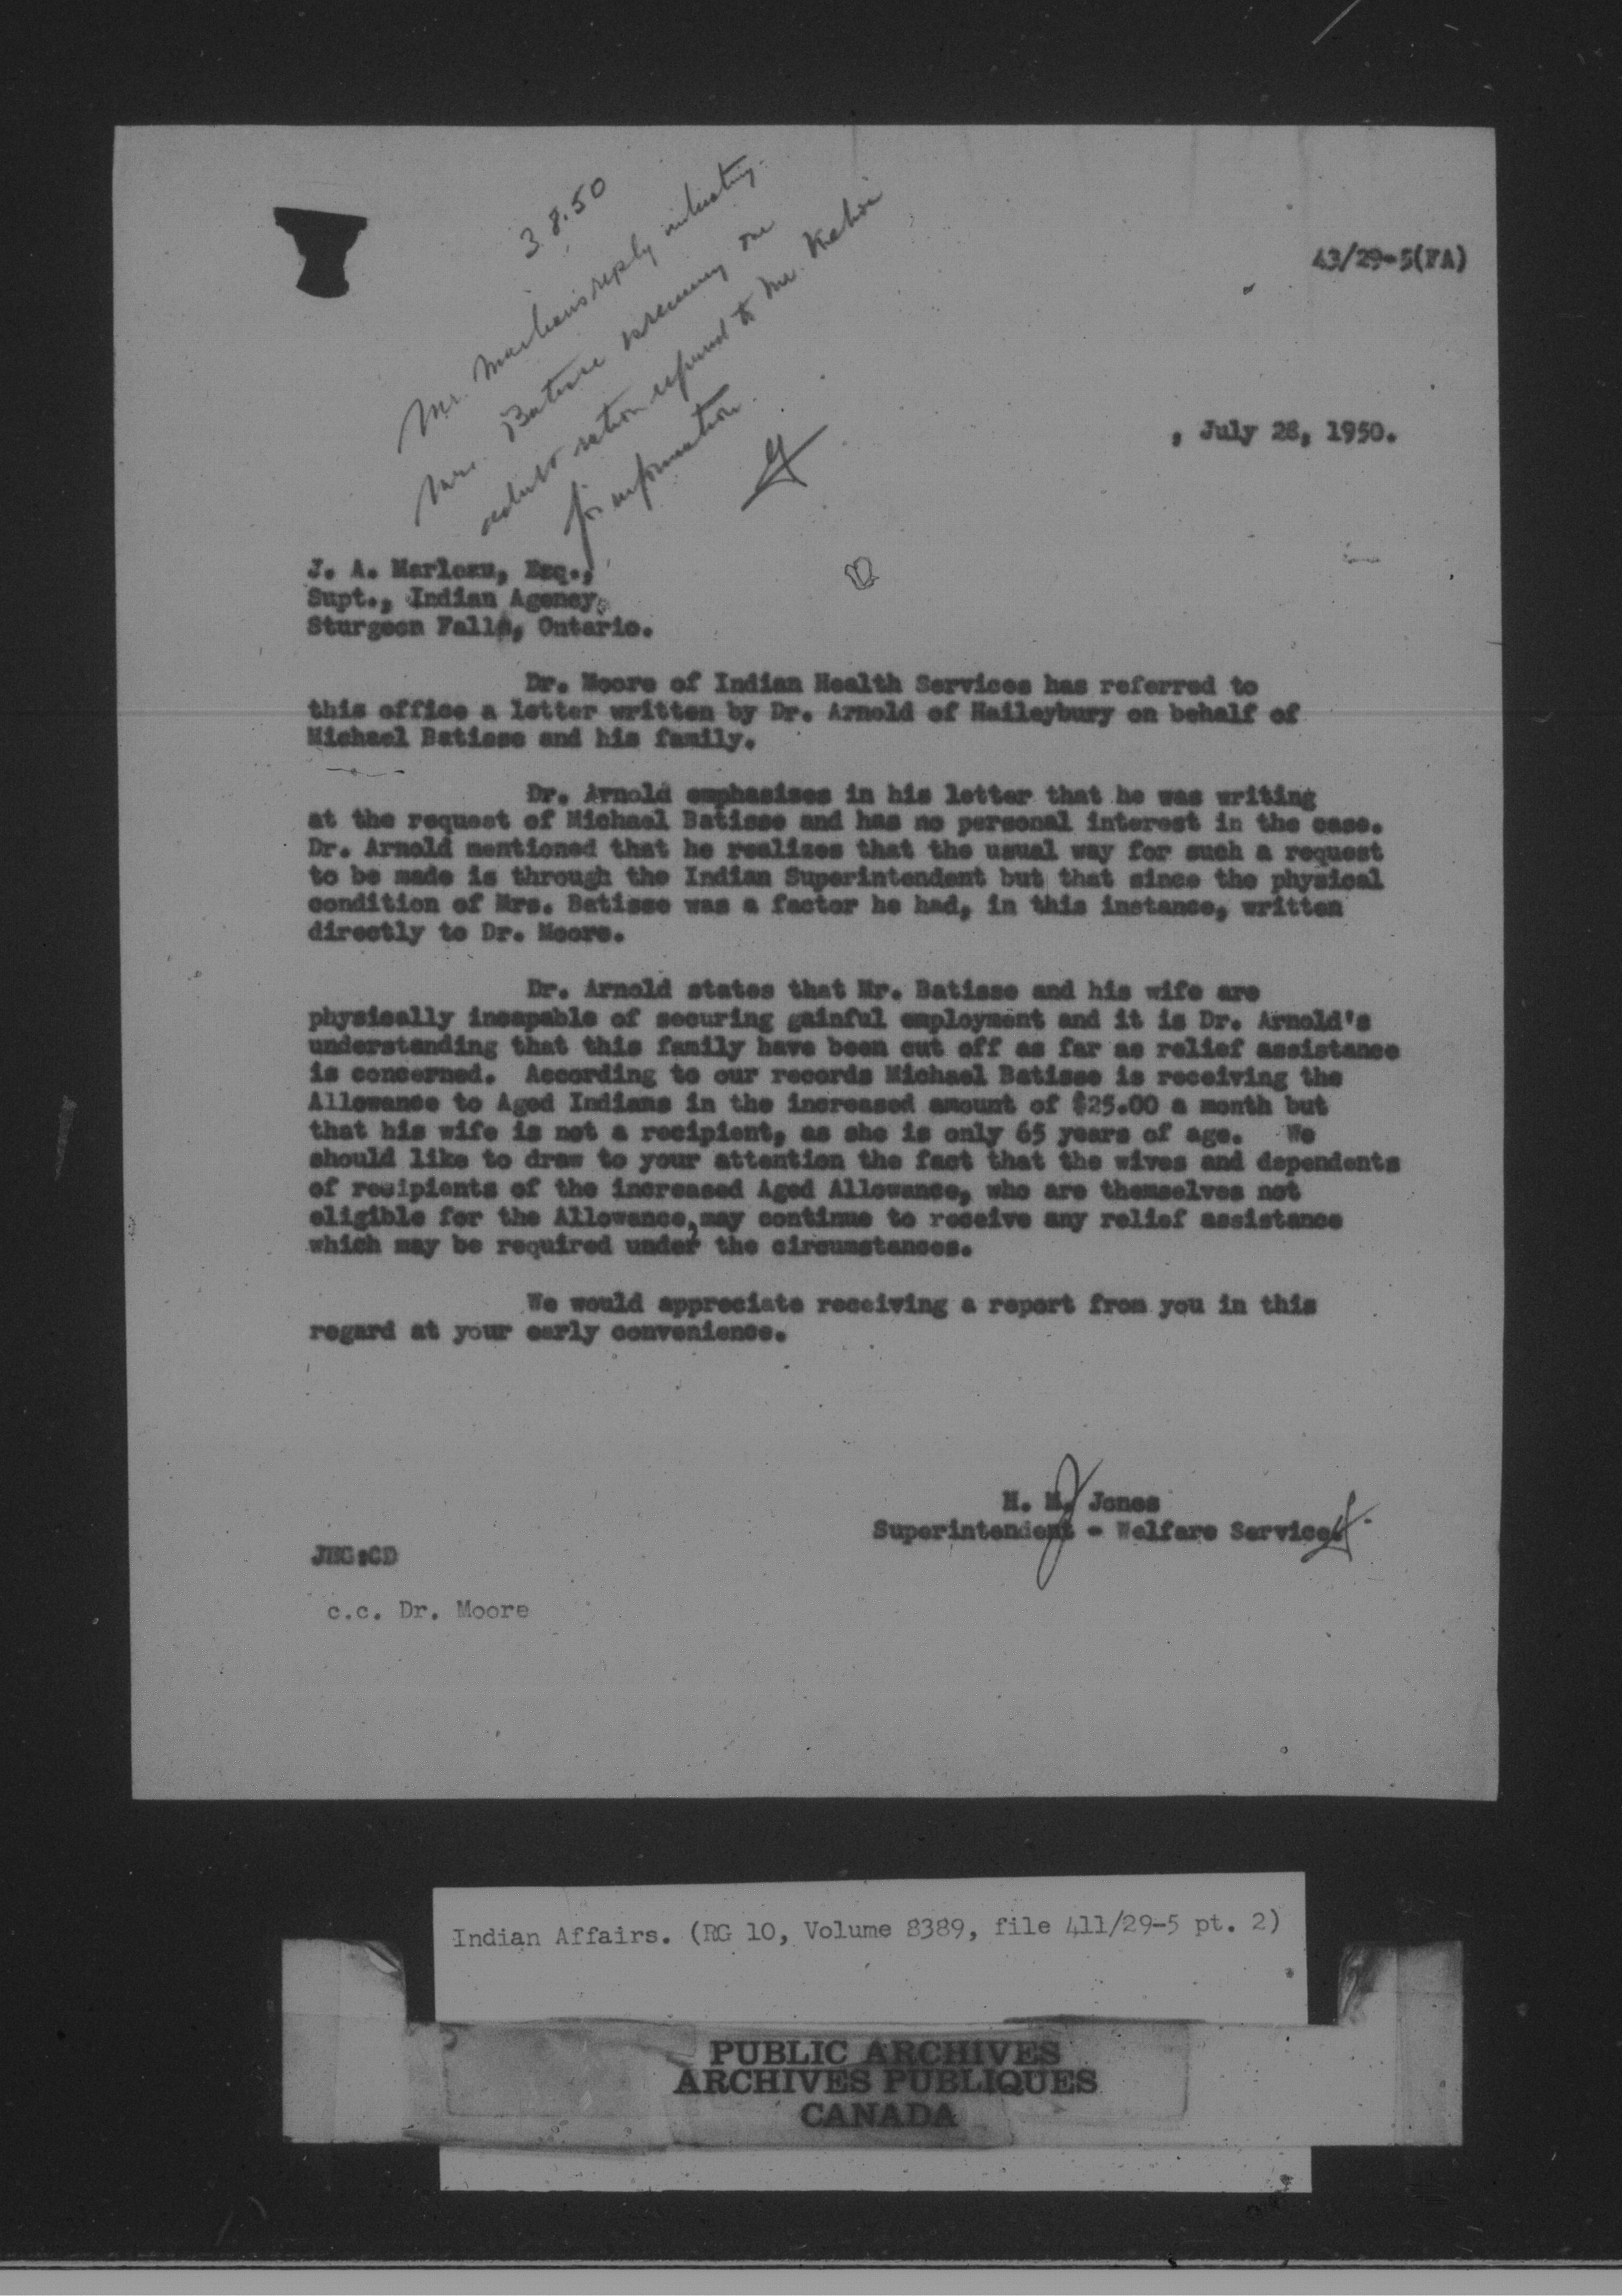 3.8.50
Mr. Marleau's reply indicating
Mrs. Batisse receiving one
adult ration referred to Mr.
for information.
43/29-5(FA)
, July 28, 1950.
J. A. Marleau, Esq.,
Supt., Indian Agency,
Sturgeon Falls, Ontario.
Dr. Moore of Indian Health Services has referred to
this office a letter written by Dr. Arnold of Haileybury on behalf of
Michael Batisse and his family.
Dr. Arnold emphasizes in his letter that he was writing
at the request of Michael Batisse and has no personal interest in the case.
Dr. Arnold mentioned that he realizes that the usual way for such a request
to be made is through the Indian Superintendent but that since the physical
condition of Mrs. Batisse was a factor he had, in this instance, written
directly to Dr. Moore.
Dr. Arnold states that Mr. Batisse and his wife are
physically incapable of securing gainful employment and it is Dr. Arnold's
understanding that this family have been cut off as far as relief assistance
is concerned. According to our records Michael Batisse is receiving the
Allowance to Aged Indians in the increased amount of $25.00 a month but
that his wife is not a recipient, as she is only 65 years of age. We
should like to draw to your attention the fact that the wives and dependents
of recipients of the increased Aged Allowance, who are themselves not
eligible for the Allowance, may continue to receive any relief assistance
which may be required under the circumstances.
We would appreciate receiving a report from you in this
regard at your early convenience.
H. M. Jones
Superintendent - Welfare Service.
JHG:CD
c.c. Dr. Moore
Indian Affairs. (RG 10, Volume 8389, file 411/29-5 pt. 2)
PUBLIC ARCHIVES
ARCHIVES PUBLIQUES
CANADA